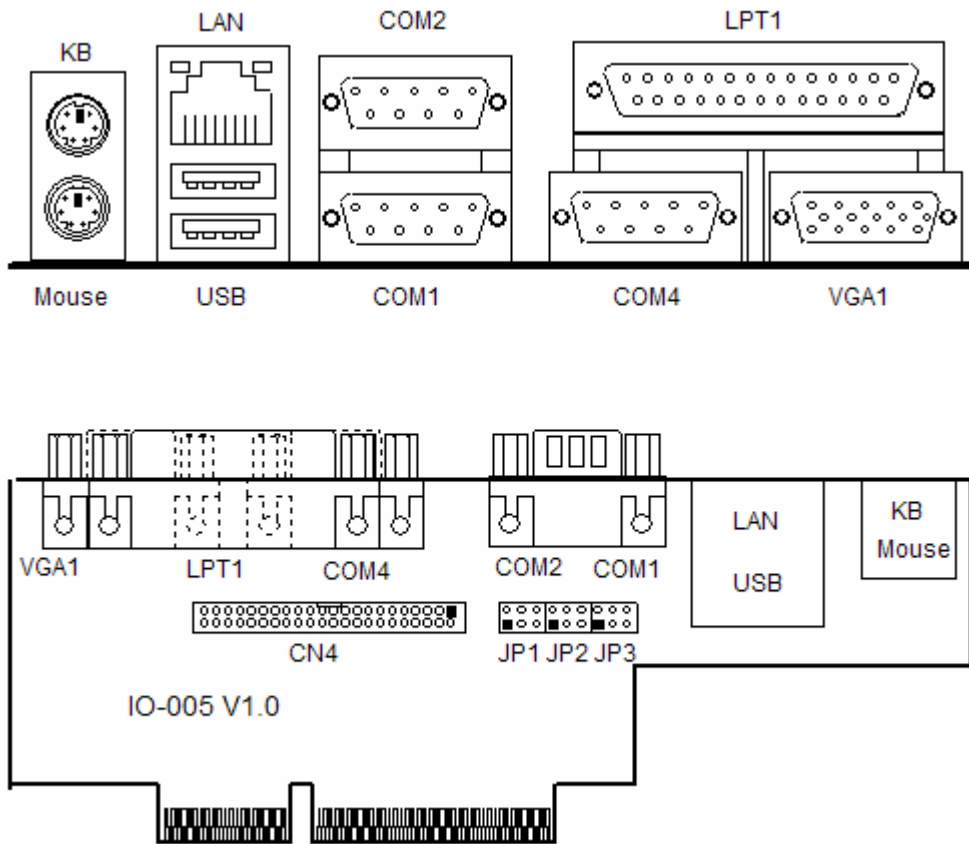 KB LAN COM2 LPT1
Mouse USB COM1 COM4 VGA1
VGA1 LPT1 COM4 COM2 COM1 LAN KB
USB Mouse
CN4 JP1 JP2 JP3
IO-005 V1.0